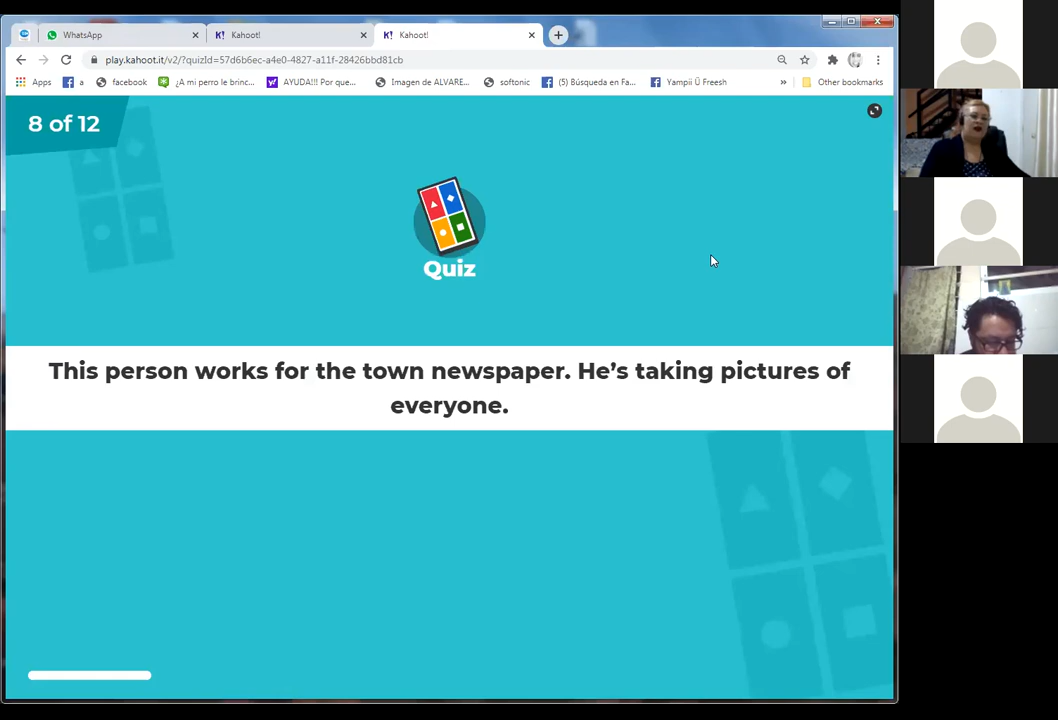 WhatsApp
Kahoot!
Kahoot!
play.kahoot.it/v2/?quizId=57d6b6ec-a4e0-4827-a11f-28426bbd81cb
Apps
a
facebook
¿A mi perro le brinc...
AYUDA!!! Por que...
Imagen de ALVARE...
softonic
(5) Búsqueda en Fa...
Yampii Ü Freesh
»
Other bookmarks
8 of 12
Quiz
This person works for the town newspaper. He's taking pictures of
everyone.